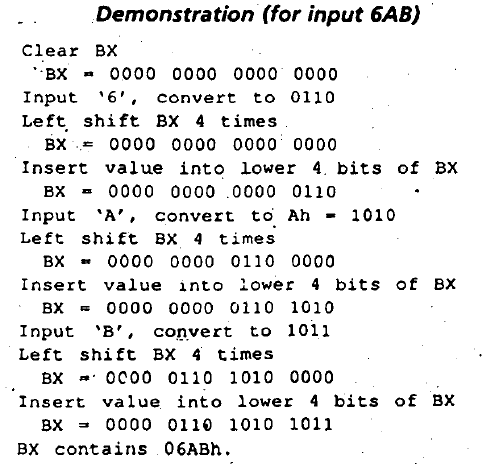 Demonstration (for input 6AB)
Clear BX
BX = 0000 0000 0000 0000
Input '6', convert to 0110
Left shift BX 4 times
BX = 0000 0000 0000 0000
Insert value into lower 4 bits of BX
BX = 0000 0000 0000 0110
Input 'A', convert to Ah = 1010
Left shift BX 4 times
BX = 0000 0000 0110 0000
Insert value into lower 4 bits of BX
BX = 0000 0000 0110 1010
Input 'B', convert to 1011
Left shift BX 4 times
BX = 0000 0110 1010 0000
Insert value into lower 4 bits of BX
BX = 0000 0110 1010 1011
BX contains 06ABh.